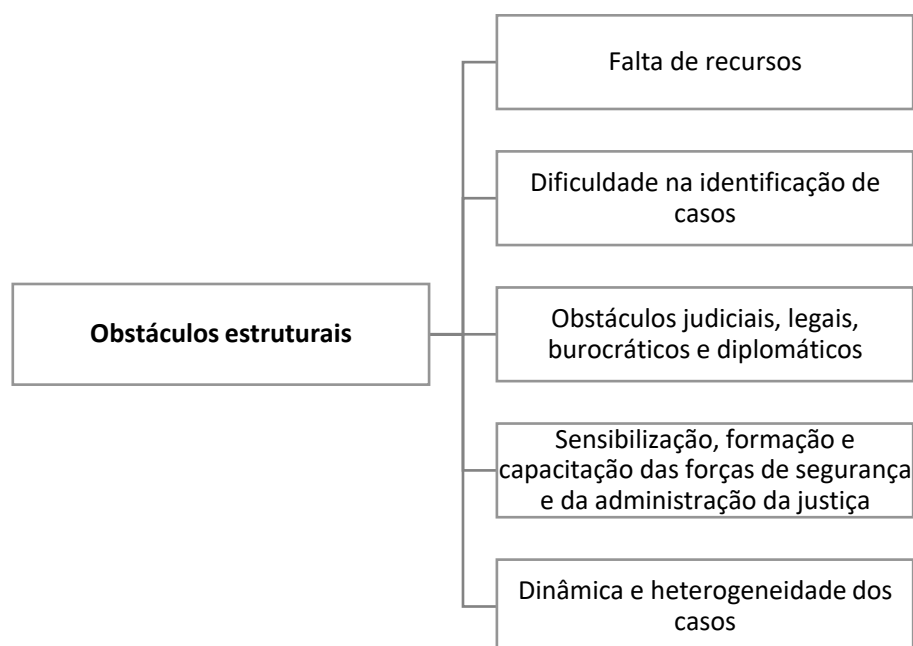 Falta de recursos
Dificuldade na identificação de
casos
Obstáculos estruturais
Obstáculos judiciais, legais,
burocráticos e diplomáticos
Sensibilização, formação e
capacitação das forças de segurança
e da administração da justiça
Dinâmica e heterogeneidade dos
casos